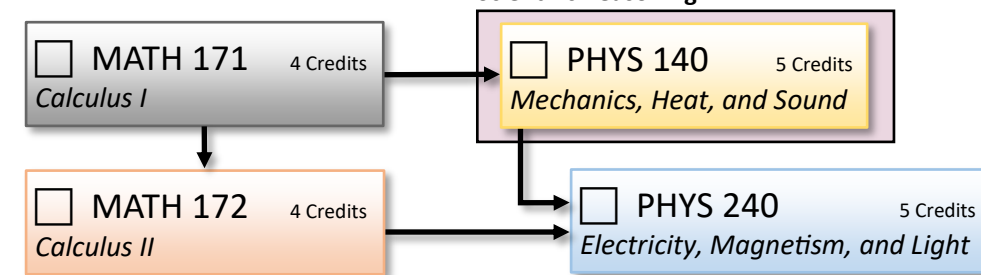 MATH 171 4 Credits
Calculus I
PHYS 140 5 Credits
Mechanics, Heat, and Sound
MATH 172 4 Credits
Calculus II
PHYS 240 5 Credits
Electricity, Magnetism, and Light